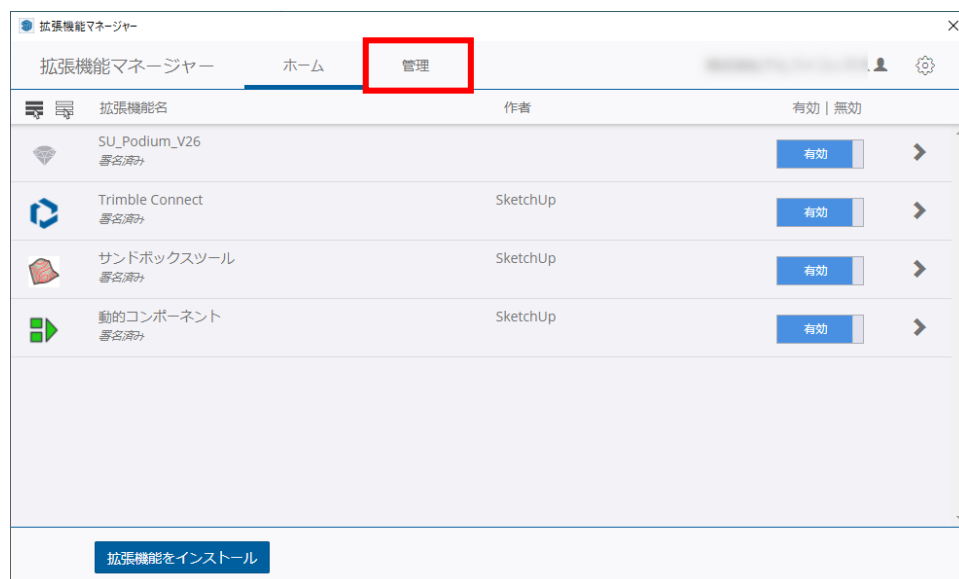 拡張機能マネージャー
拡張機能マネージャー ホーム 管理
拡張機能名 作者 有効 | 無効
SU_Podium_V26 有効
署名済み
Trimble Connect SketchUp 有効
署名済み
サンドボックスツール SketchUp 有効
署名済み
動的コンポーネント SketchUp 有効
署名済み
拡張機能をインストール